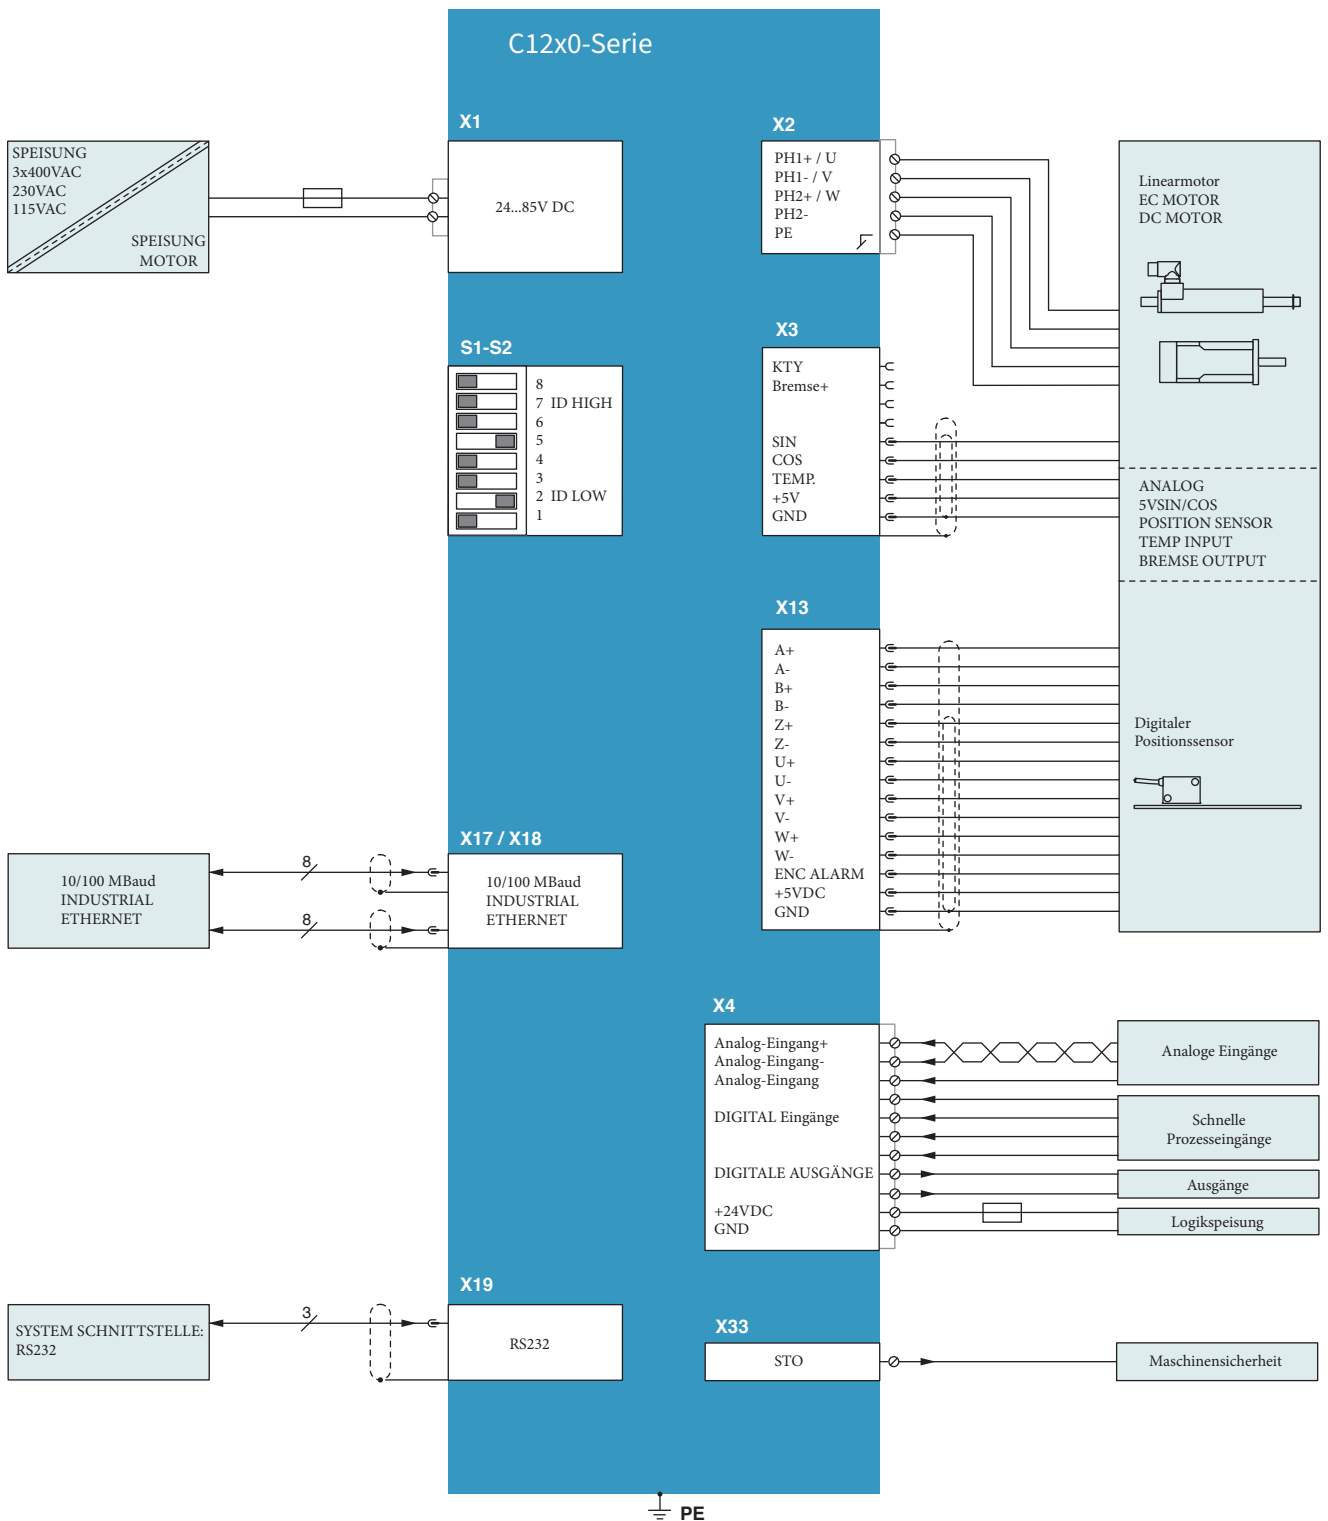 C12x0-Serie
X1
SPEISUNG
3x400VAC
230VAC
115VAC
SPEISUNG
MOTOR
24...85V DC
X2
PH1+ / U
PH1- / V
PH2+ / W
PH2-
PE
Linearmotor
EC MOTOR
DC MOTOR
S1-S2
8
7 ID HIGH
6
5
4
3
2 ID LOW
1
X3
KTY
Bremse+
SIN
COS
TEMP.
+5V
GND
ANALOG
5VSIN/COS
POSITION SENSOR
TEMP INPUT
BREMSE OUTPUT
X13
A+
A-
B+
B-
Z+
Z-
U+
U-
V+
V-
W+
W-
ENC ALARM
+5VDC
GND
Digitaler
Positionssensor
X17 / X18
10/100 MBaud
INDUSTRIAL
ETHERNET
8
8
10/100 MBaud
INDUSTRIAL
ETHERNET
X4
Analog-Eingang+
Analog-Eingang-
Analog-Eingang
DIGITAL Eingänge
DIGITALE AUSGÄNGE
+24VDC
GND
Analoge Eingänge
Schnelle
Prozesseingänge
Ausgänge
Logikspeisung
X19
SYSTEM SCHNITTSTELLE:
RS232
3
RS232
X33
STO
Maschinensicherheit
PE